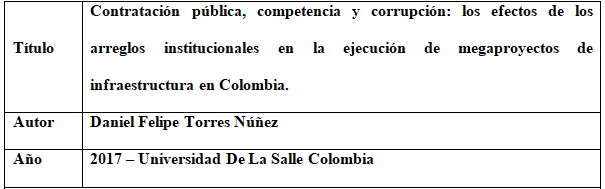 Contratación pública, competencia y corrupción: los efectos de los
Título arreglos institucionales en la ejecución de megaproyectos de
infraestructura en Colombia.
Autor Daniel Felipe Torres Núñez
Año 2017 – Universidad De La Salle Colombia